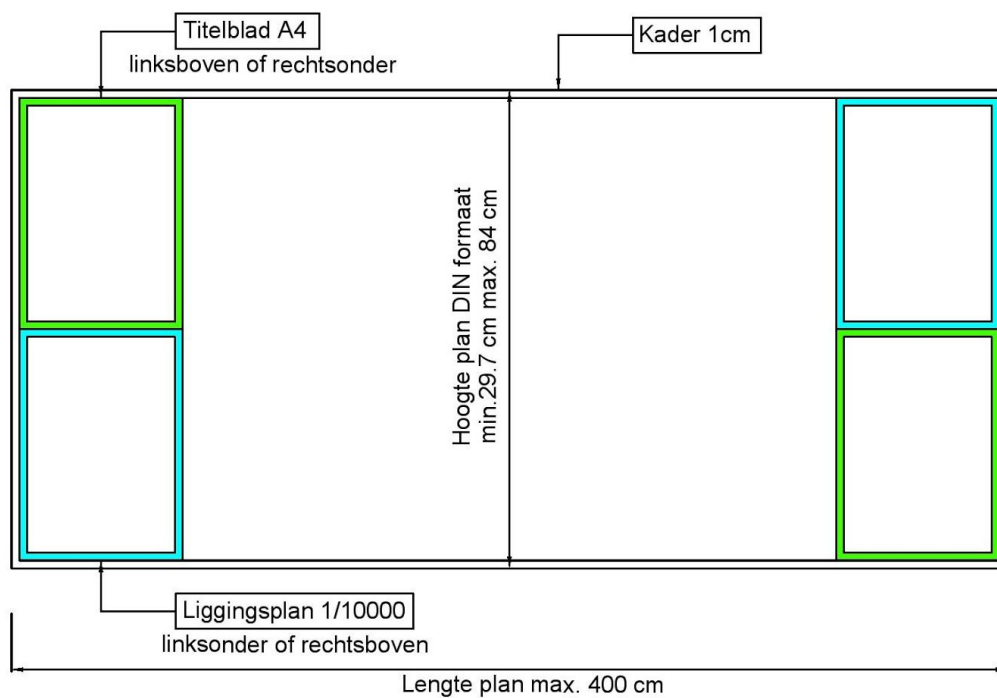 Titelblad A4
linksboven of rechtsonder
Kader 1cm
Hoogte plan DIN formaat
min.29.7 cm max. 84 cm
Liggingsplan 1/10000
linksonder of rechtsboven
Lengte plan max. 400 cm